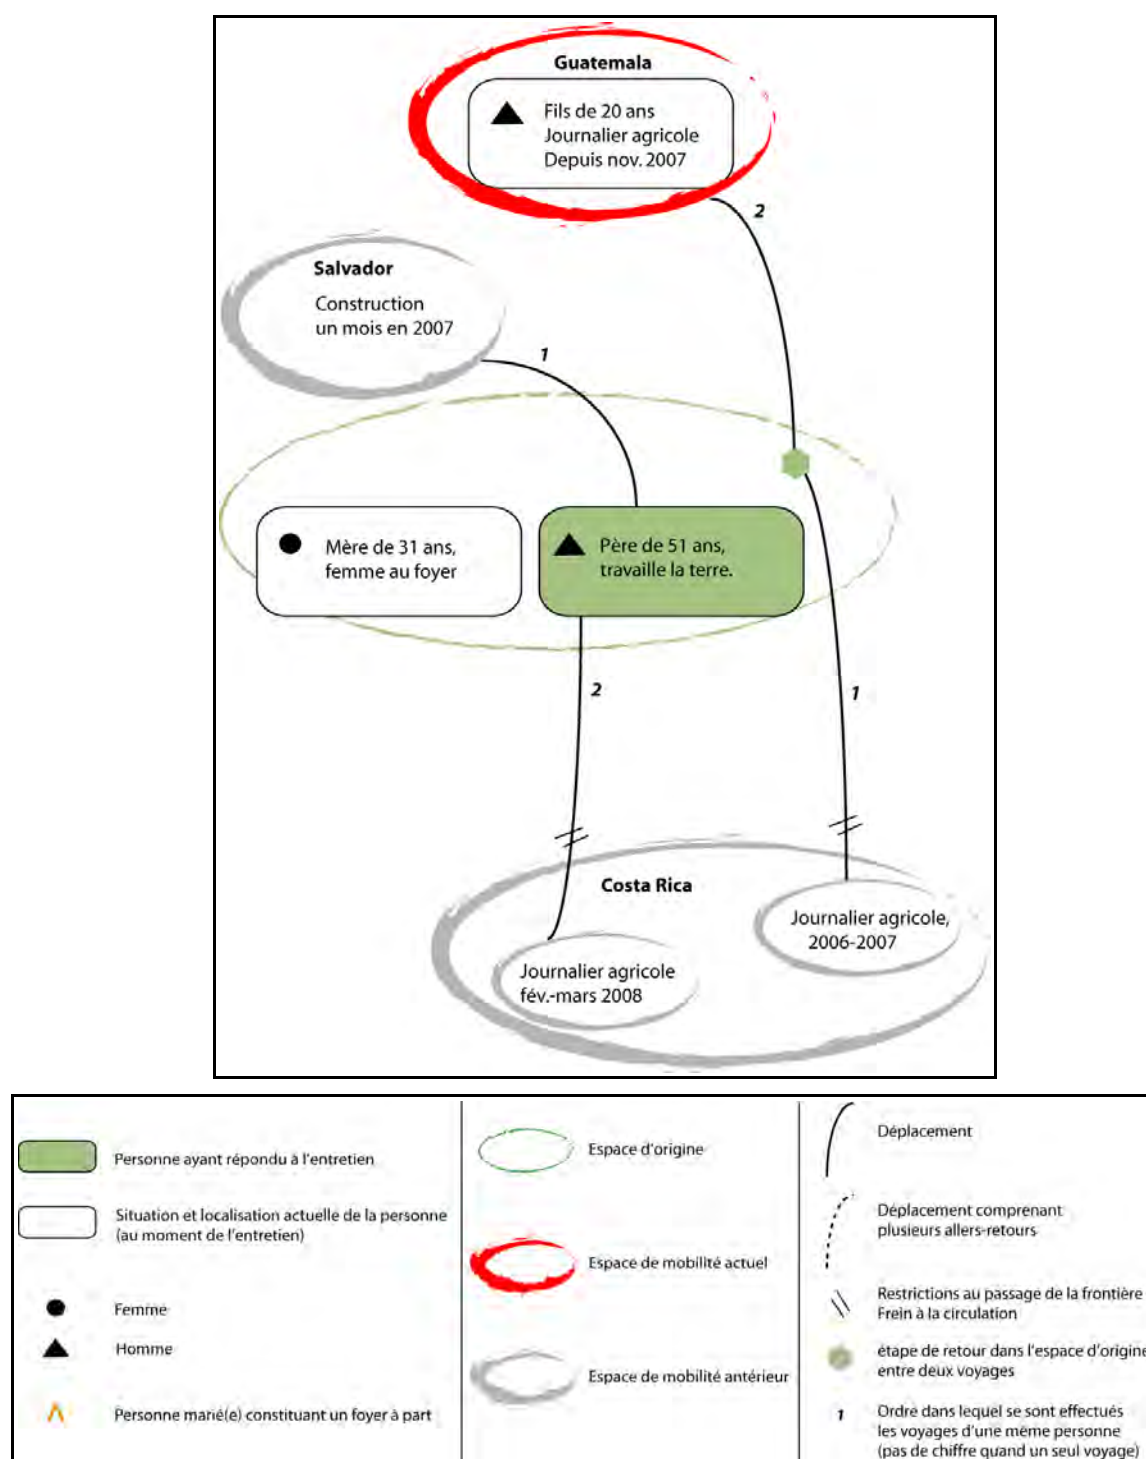 Guatemala
Fils de 20 ans
Journalier agricole
Depuis nov. 2007
2
Salvador
Construction
un mois en 2007
1
Mère de 31 ans,
femme au foyer
Père de 51 ans,
travaille la terre.
2
1
Costa Rica
Journalier agricole,
2006-2007
Journalier agricole
fév.-mars 2008
Personne ayant répondu à l'entretien
Situation et localisation actuelle de la personne
(au moment de l'entretien)
Femme
Homme
Personne marié(e) constituant un foyer à part
Espace d'origine
Espace de mobilité actuel
Espace de mobilité antérieur
Déplacement
Déplacement comprenant
plusieurs allers-retours
Restrictions au passage de la frontière
Frein à la circulation
étape de retour dans l'espace d'origine
entre deux voyages
1 Ordre dans lequel se sont effectués
les voyages d'une même personne
(pas de chiffre quand un seul voyage)